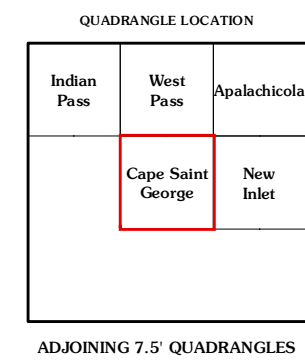 QUADRANGLE LOCATION
Indian
Pass
West
Pass
Apalachicola
Cape Saint
George
New
Inlet
ADJOINING 7.5' QUADRANGLES